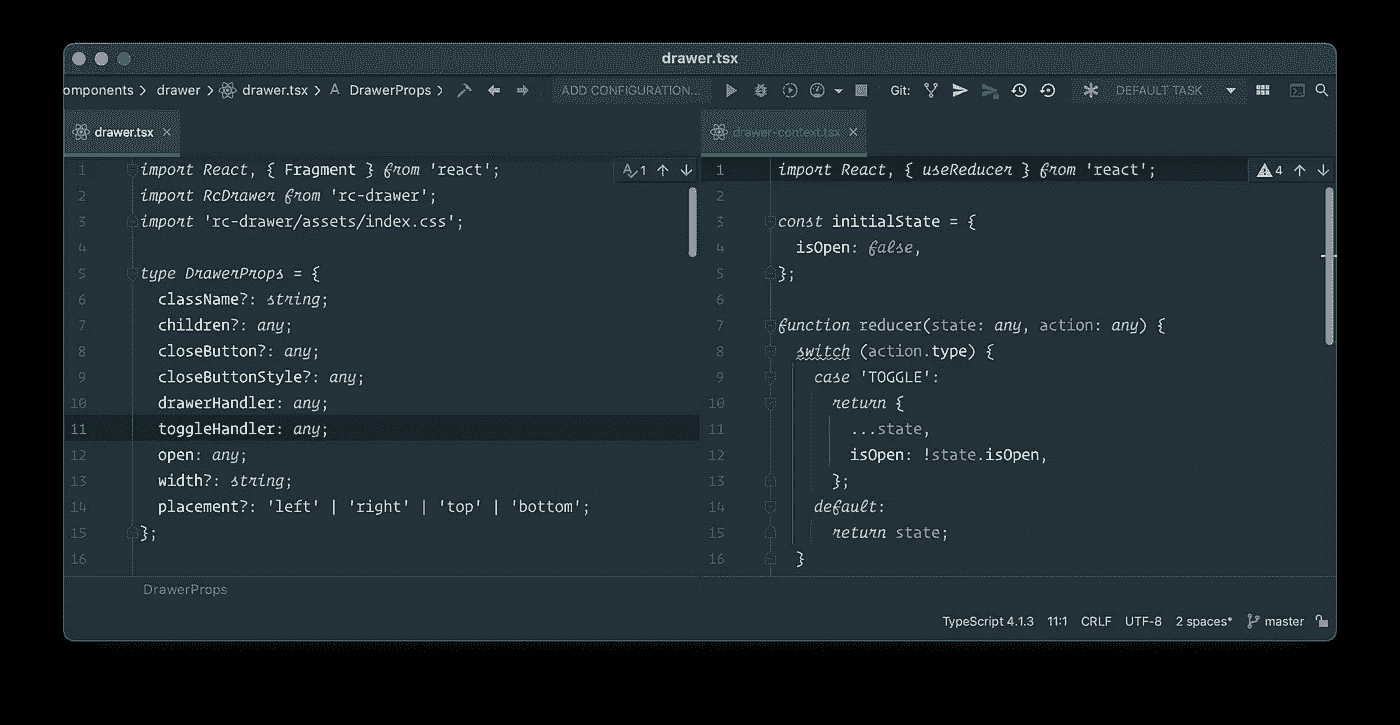 drawer.tsx
omponents > drawer > drawer.tsx > A DrawerProps > ADD CONFIGURATION... Git: DEFAULT TASK
drawer.tsx × drawer-context.tsx ×
1 import React, { Fragment } from 'react'; 1
2 import RcDrawer from 'rc-drawer';
3 import 'rc-drawer/assets/index.css';
4
5 type DrawerProps = {
6   className?: string;
7   children?: any;
8   closeButton?: any;
9   closeButtonStyle?: any;
10   drawerHandler: any;
11   toggleHandler: any;
12   open: any;
13   width?: string;
14   placement?: 'left' | 'right' | 'top' | 'bottom';
15 };
16
DrawerProps
1 import React, { useReducer } from 'react'; 4
2
3 const initialState = {
4   isOpen: false,
5 };
6
7 function reducer(state: any, action: any) {
8   switch (action.type) {
9     case 'TOGGLE':
10       return {
11         ...state,
12         isOpen: !state.isOpen,
13       };
14     default:
15       return state;
16   }
TypeScript 4.1.3 11:1 CRLF UTF-8 2 spaces* master